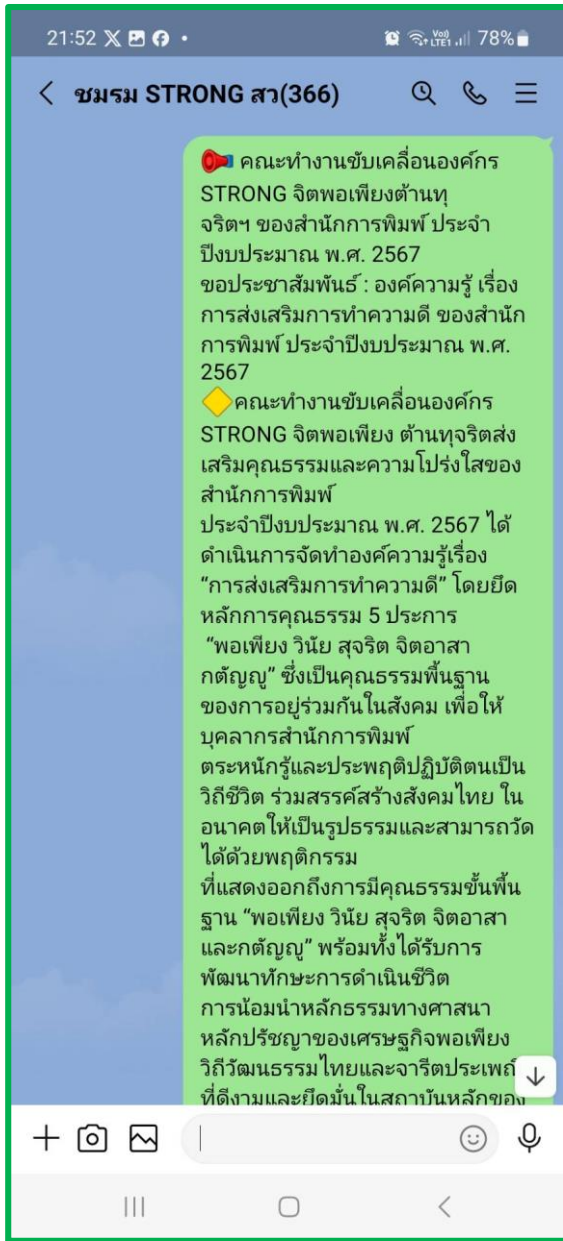 21:52
Vo)) LTE1 78%
ชมรม STRONG สว(366)
คณะทำงานขับเคลื่อนองค์กร
STRONG จิตพอเพียงต้านทุ
จริตฯ ของสำนักการพิมพ์ ประจำ
ปีงบประมาณ พ.ศ. 2567
ขอประชาสัมพันธ์ : องค์ความรู้ เรื่อง
การส่งเสริมการทำความดี ของสำนัก
การพิมพ์ ประจำปีงบประมาณ พ.ศ.
2567
คณะทำงานขับเคลื่อนองค์กร
STRONG จิตพอเพียง ต้านทุจริตส่ง
เสริมคุณธรรมและความโปร่งใสของ
สำนักการพิมพ์
ประจำปีงบประมาณ พ.ศ. 2567 ได้
ดำเนินการจัดทำองค์ความรู้เรื่อง
“การส่งเสริมการทำความดี” โดยยึด
หลักการคุณธรรม 5 ประการ
“พอเพียง วินัย สุจริต จิตอาสา
กตัญญู” ซึ่งเป็นคุณธรรมพื้นฐาน
ของการอยู่ร่วมกันในสังคม เพื่อให้
บุคลากรสำนักการพิมพ์
ตระหนักรู้และประพฤติปฏิบัติตนเป็น
วิถีชีวิต ร่วมสรรค์สร้างสังคมไทย ใน
อนาคตให้เป็นรูปธรรมและสามารถวัด
ได้ด้วยพฤติกรรม
ที่แสดงออกถึงการมีคุณธรรมขั้นพื้น
ฐาน “พอเพียง วินัย สุจริต จิตอาสา
และกตัญญู” พร้อมทั้งได้รับการ
พัฒนาทักษะการดำเนินชีวิต
การน้อมนำหลักธรรมทางศาสนา
หลักปรัชญาของเศรษฐกิจพอเพียง
วิถีวัฒนธรรมไทยและจารีตประเพณี
ที่ดีงามและยึดมั่นในสถาบันหลักของ